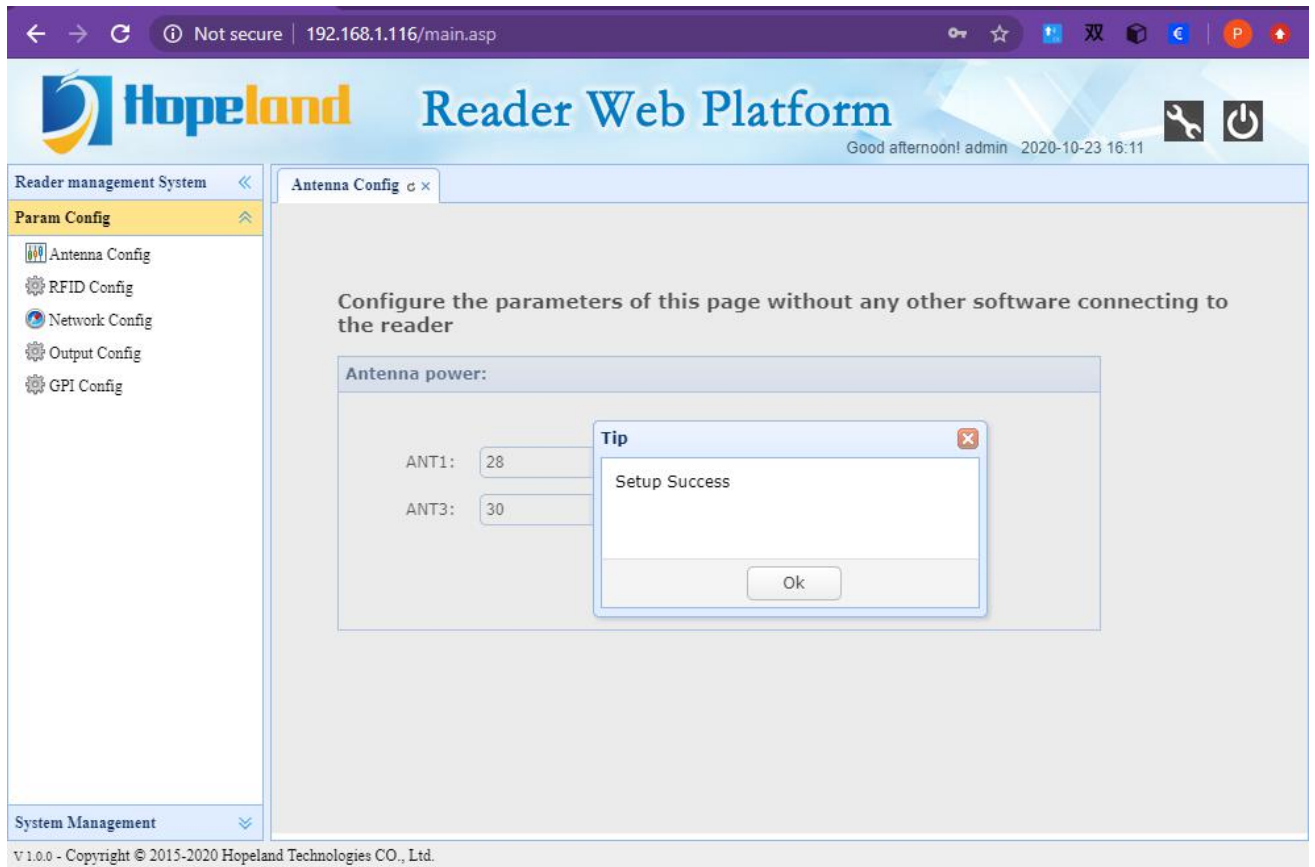 Not secure | 192.168.1.116/main.asp
双
€
P
Hopeland
Reader Web Platform
Good afternoon! admin 2020-10-23 16:11
Reader management System
Antenna Config
Param Config
Antenna Config
RFID Config
Network Config
Output Config
GPI Config
Configure the parameters of this page without any other software connecting to
the reader
Antenna power:
Tip
ANT1: 28
Setup Success
ANT3: 30
Ok
System Management
V 1.0.0 - Copyright © 2015-2020 Hopeland Technologies CO., Ltd.